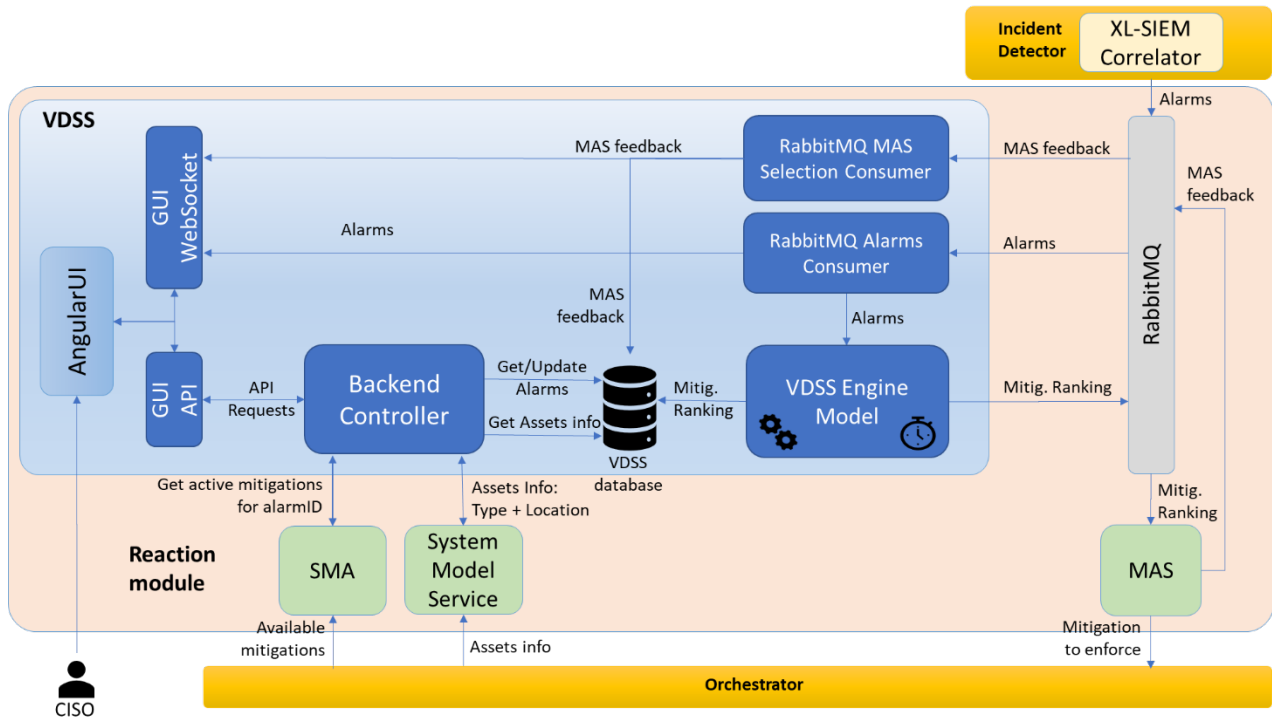 Incident
Detector
XL-SIEM
Correlator
Alarms
VDSS
GUI
WebSocket
MAS feedback
RabbitMQ MAS
Selection Consumer
MAS feedback
MAS
feedback
Alarms
RabbitMQ Alarms
Consumer
Alarms
RabbitMQ
AngularUI
MAS
feedback
Alarms
GUI
API
API
Requests
Backend
Controller
Get/Update
Alarms
Get Assets info
Mitig.
Ranking
VDSS Engine
Model
Mitig. Ranking
VDSS
database
Get active mitigations
for alarmID
Assets Info:
Type + Location
Mitig.
Ranking
Reaction
module
SMA
System
Model
Service
MAS
Available
mitigations
Assets info
Mitigation
to enforce
Orchestrator
CISO